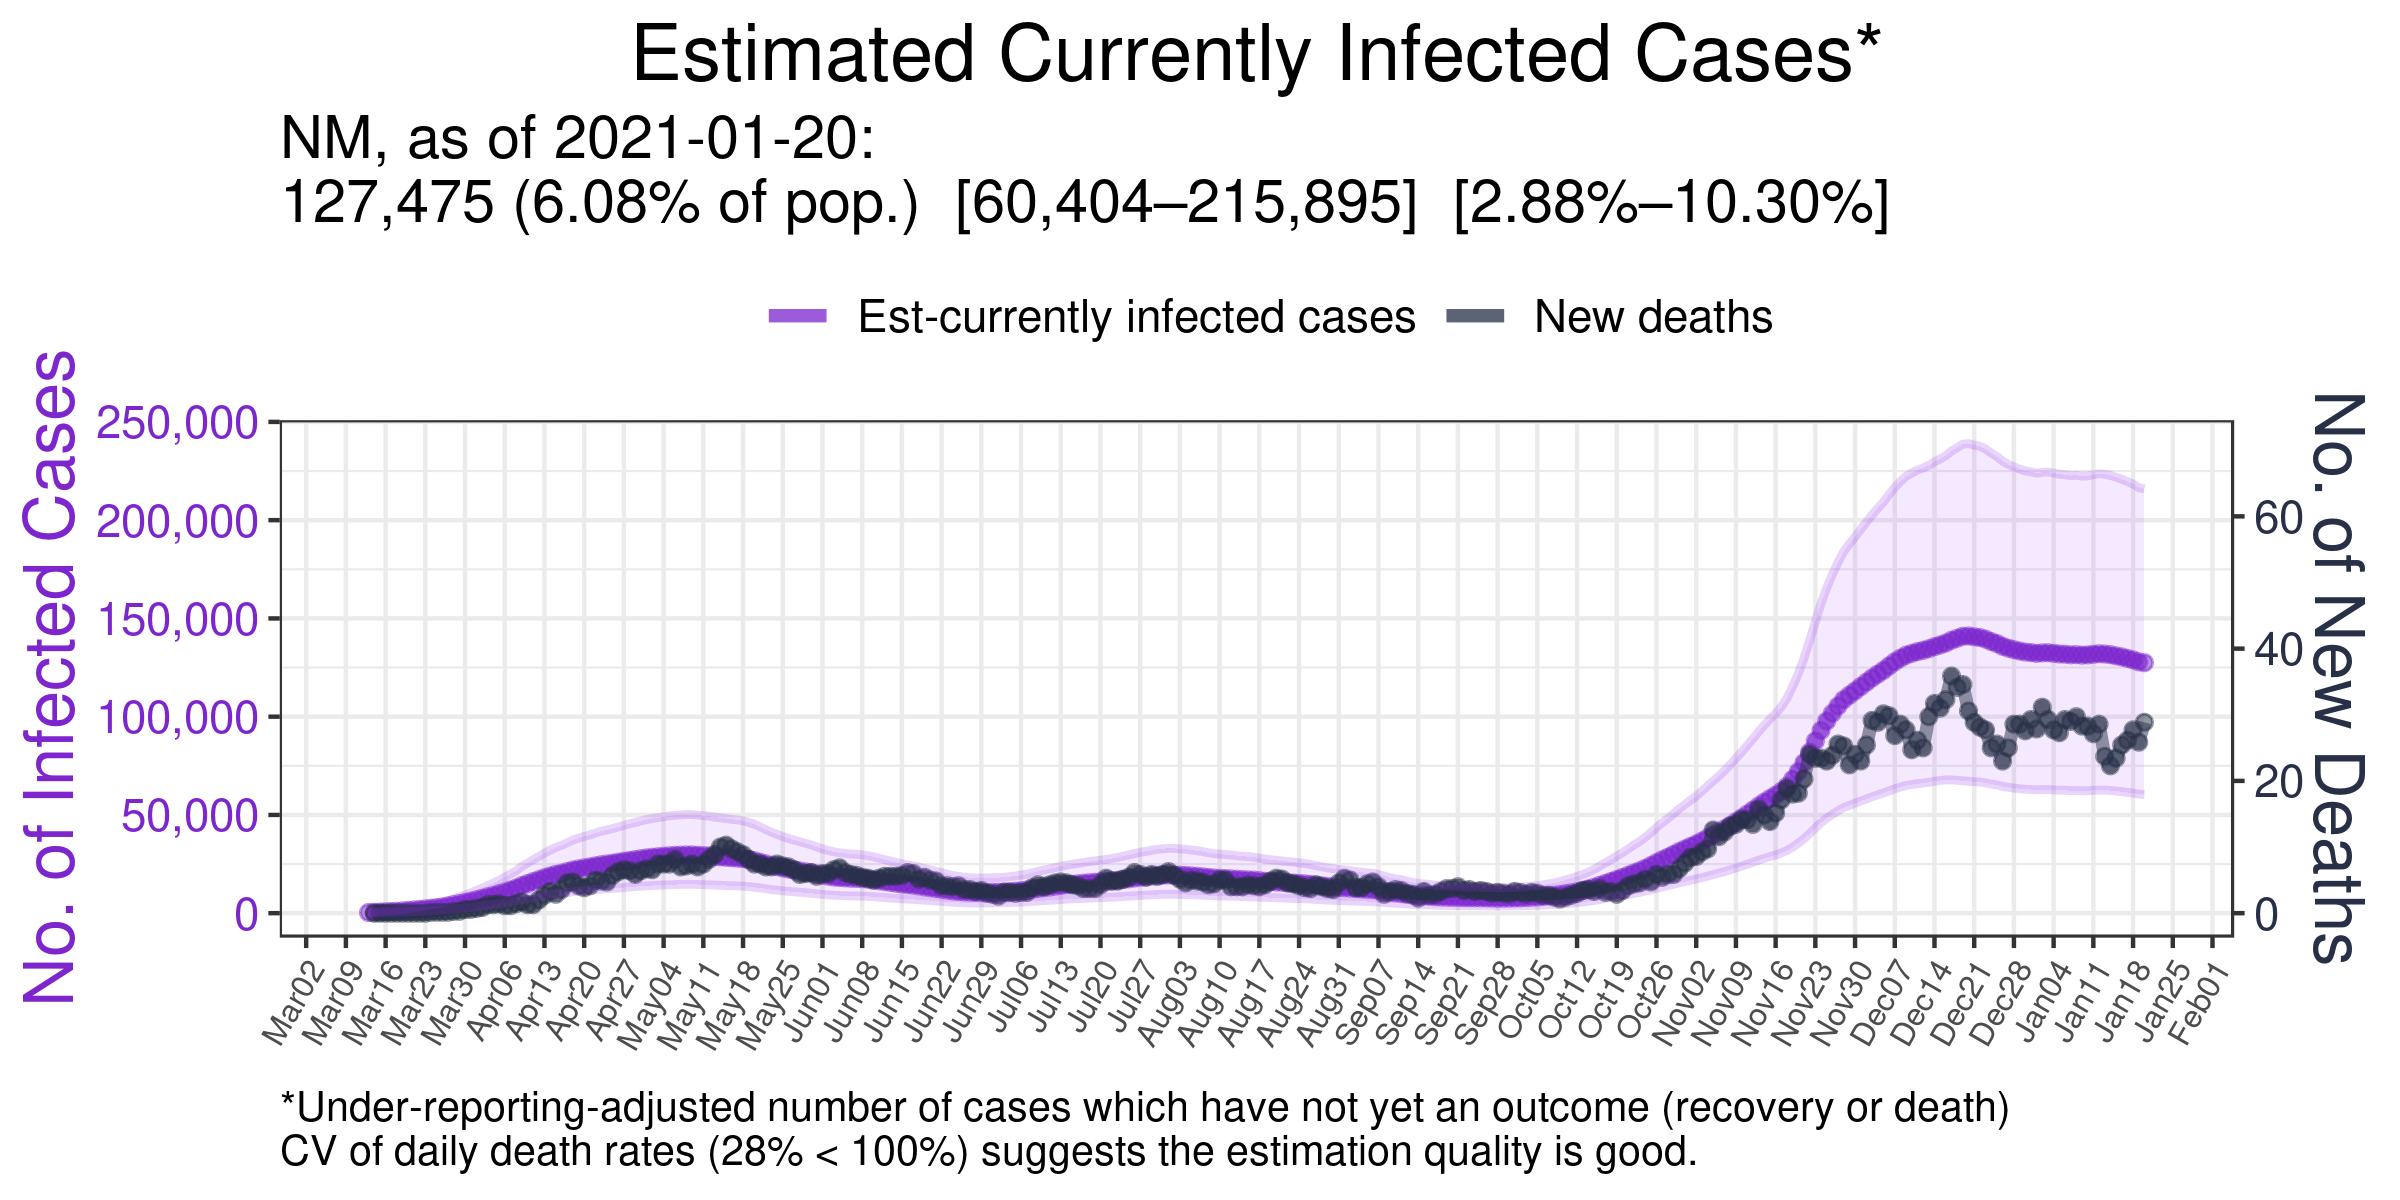 Estimated Currently Infected Cases*
NM, as of 2021-01-20:
127,475 (6.08% of pop.)  [60,404–215,895]  [2.88%–10.30%]
Est-currently infected cases
New deaths
No. of Infected Cases
250,000
200,000
150,000
100,000
50,000
0
60
40
20
0
No. of New Deaths
Mar02
Mar09
Mar16
Mar23
Mar30
Apr06
Apr13
Apr20
Apr27
May04
May11
May18
May25
Jun01
Jun08
Jun15
Jun22
Jun29
Jul06
Jul13
Jul20
Jul27
Aug03
Aug10
Aug17
Aug24
Aug31
Sep07
Sep14
Sep21
Sep28
Oct05
Oct12
Oct19
Oct26
Nov02
Nov09
Nov16
Nov23
Nov30
Dec07
Dec14
Dec21
Dec28
Jan04
Jan11
Jan18
Jan25
Feb01
*Under-reporting-adjusted number of cases which have not yet an outcome (recovery or death)
CV of daily death rates (28% < 100%) suggests the estimation quality is good.